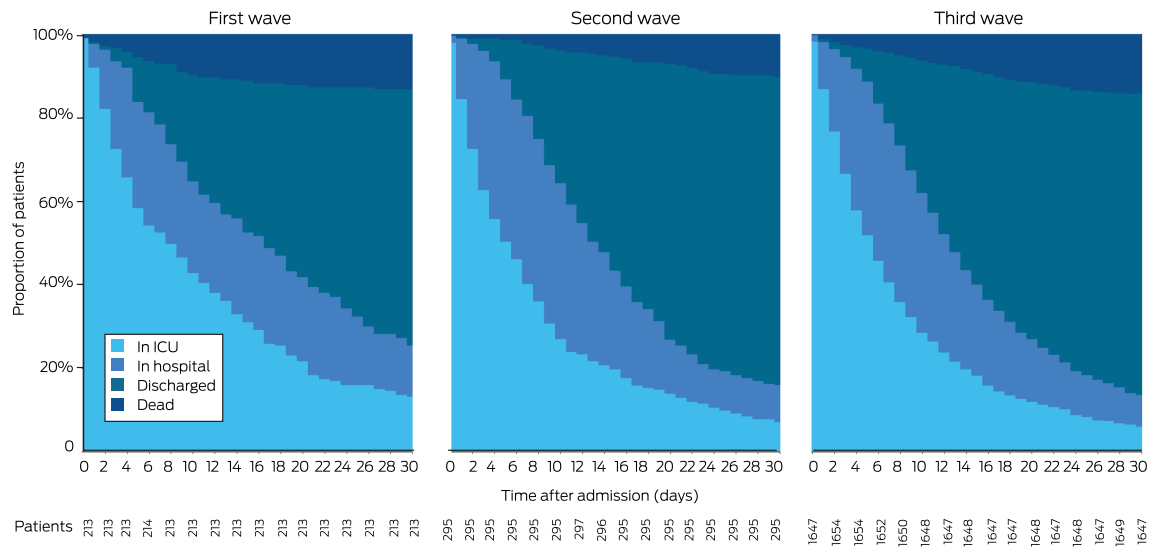 First wave Second wave Third wave
100%
80%
60%
40%
20%
0
Proportion of patients
In ICU
In hospital
Discharged
Dead
0 2 4 6 8 10 12 14 16 18 20 22 24 26 28 30 0 2 4 6 8 10 12 14 16 18 20 22 24 26 28 30 0 2 4 6 8 10 12 14 16 18 20 22 24 26 28 30
Time after admission (days)
Patients 213 213 213 214 213 213 213 213 213 213 213 213 213 213 213 213 295 295 295 295 295 295 297 296 295 295 295 295 295 295 295 295 1647 1654 1654 1652 1650 1648 1647 1648 1647 1647 1648 1647 1648 1647 1649 1647